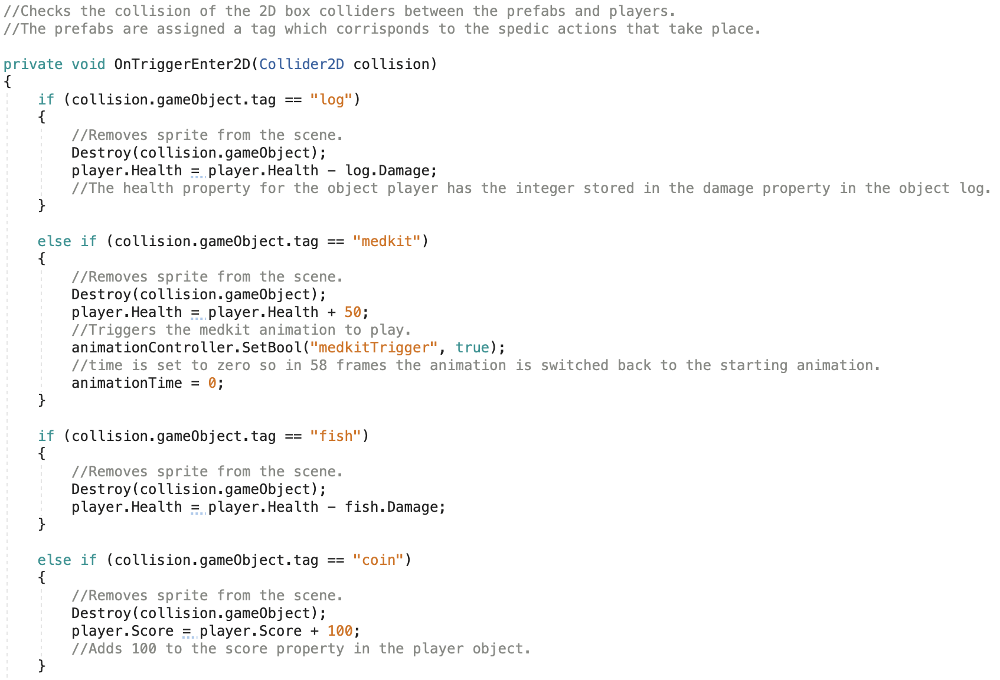 //Checks the collision of the 2D box colliders between the prefabs and players.
//The prefabs are assigned a tag which corrisponds to the spedic actions that take place.

private void OnTriggerEnter2D(Collider2D collision)
{
    if (collision.gameObject.tag == "log")
    {
        //Removes sprite from the scene.
        Destroy(collision.gameObject);
        player.Health = player.Health – log.Damage;
        //The health property for the object player has the integer stored in the damage property in the object log.
    }

    else if (collision.gameObject.tag == "medkit")
    {
        //Removes sprite from the scene.
        Destroy(collision.gameObject);
        player.Health = player.Health + 50;
        //Triggers the medkit animation to play.
        animationController.SetBool("medkitTrigger", true);
        //time is set to zero so in 58 frames the animation is switched back to the starting animation.
        animationTime = 0;
    }

    if (collision.gameObject.tag == "fish")
    {
        //Removes sprite from the scene.
        Destroy(collision.gameObject);
        player.Health = player.Health – fish.Damage;
    }

    else if (collision.gameObject.tag == "coin")
    {
        //Removes sprite from the scene.
        Destroy(collision.gameObject);
        player.Score = player.Score + 100;
        //Adds 100 to the score property in the player object.
    }